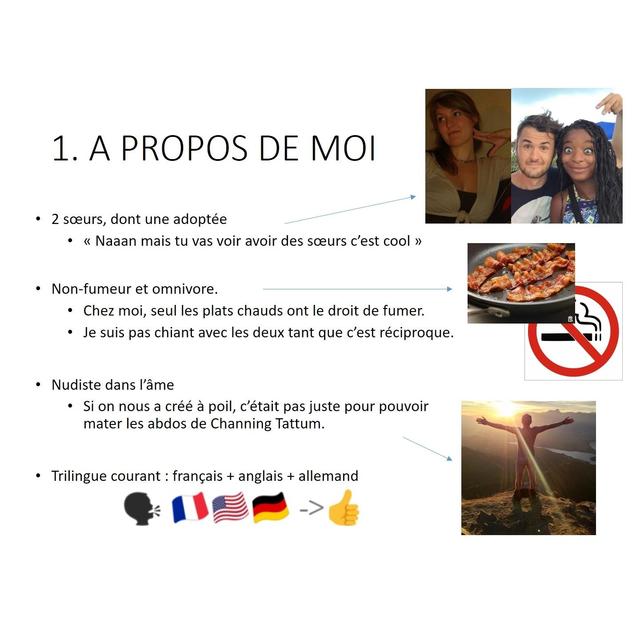 1. A PROPOS DE MOI
• 2 sœurs, dont une adoptée
• « Naaan mais tu vas voir avoir des sœurs c’est cool »
• Non-fumeur et omnivore.
• Chez moi, seul les plats chauds ont le droit de fumer.
• Je suis pas chiant avec les deux tant que c’est réciproque.
• Nudiste dans l’âme
• Si on nous a créé à poil, c’était pas juste pour pouvoir
mater les abdos de Channing Tattum.
• Trilingue courant : français + anglais + allemand
->